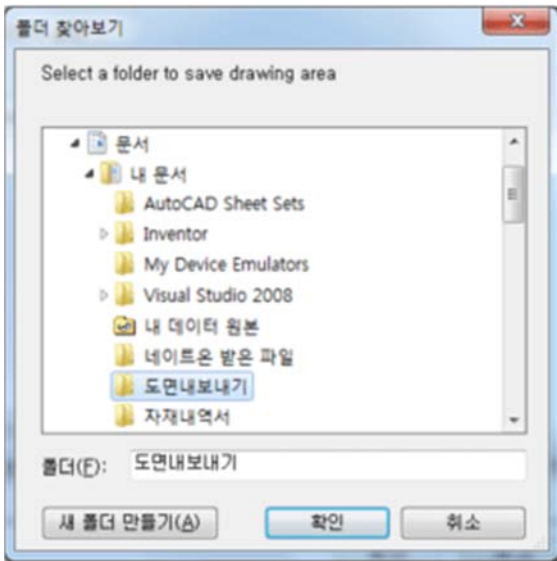 폴더 찾아보기
Select a folder to save drawing area
문서
내 문서
AutoCAD Sheet Sets
Inventor
My Device Emulators
Visual Studio 2008
내 데이터 원본
네이트온 받은 파일
도면내보내기
자재내역서
폴더(F): 도면내보내기
새 폴더 만들기(A) 확인 취소